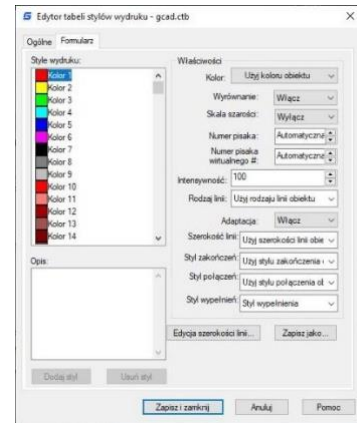 Edytor tabeli stylów wydruku - gcad.ctb
Ogólne Formularz
Style wydruku:
Kolor 1
Kolor 2
Kolor 3
Kolor 4
Kolor 5
Kolor 6
Kolor 7
Kolor 8
Kolor 9
Kolor 10
Kolor 11
Kolor 12
Kolor 13
Kolor 14
Opis:
Dodaj styl Usuń styl
Właściwości
Kolor: Użyj koloru obiektu
Wyrównanie: Włącz
Skala szarości: Wyłącz
Numer pisaka: Automatyczne
Numer pisaka
wirtualnego #: Automatyczne
Intensywność: 100
Rodzaj linii: Użyj rodzaju linii obiektu
Adaptacja: Włącz
Szerokość linii: Użyj szerokości linii obie
Styl zakończeń: Użyj stylu zakończenia
Styl połączeń: Użyj stylu połączenia ol
Styl wypełnień: Styl wypełnienia
Edycja szerokości linii... Zapisz jako...
Zapisz i zamknij Anuluj Pomoc